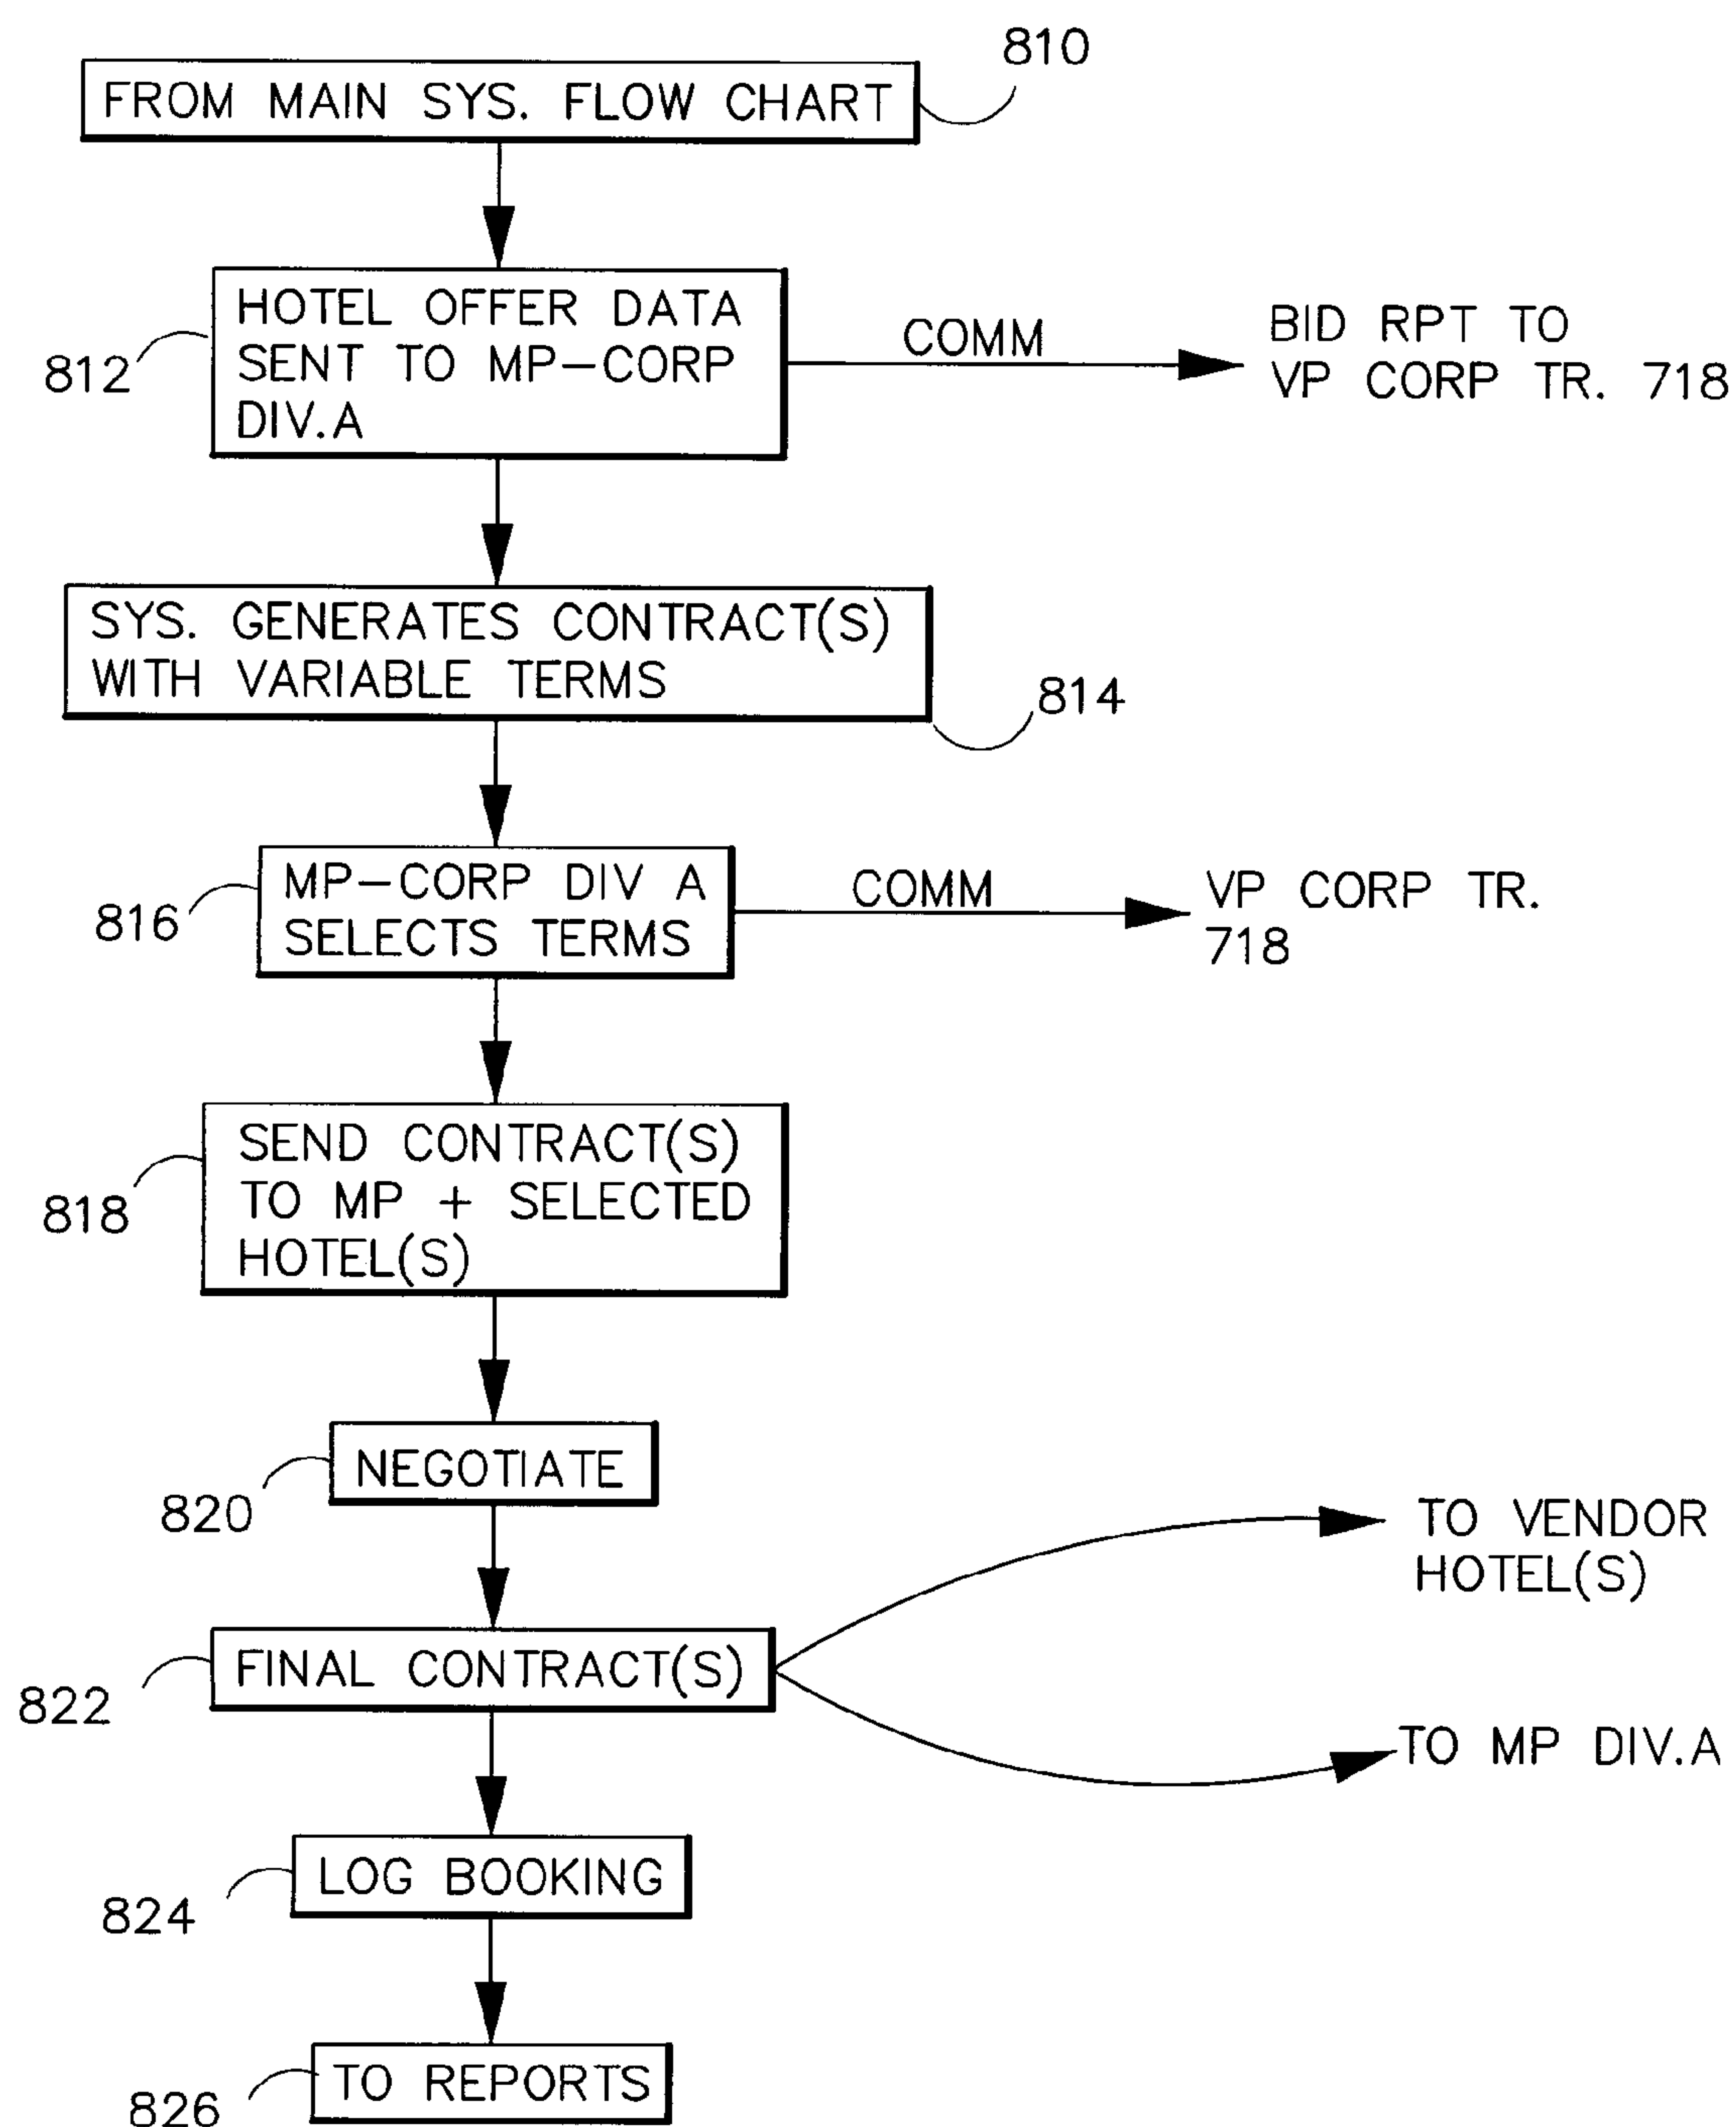 810
FROM MAIN SYS. FLOW CHART
HOTEL OFFER DATA
SENT TO MP-CORP
DIV.A
812
COMM
BID RPT TO
VP CORP TR. 718
SYS. GENERATES CONTRACT(S)
WITH VARIABLE TERMS
814
MP-CORP DIV A
SELECTS TERMS
816
COMM
VP CORP TR.
718
SEND CONTRACT(S)
TO MP + SELECTED
HOTEL(S)
818
NEGOTIATE
820
TO VENDOR
HOTEL(S)
FINAL CONTRACT(S)
822
TO MP DIV.A
LOG BOOKING
824
TO REPORTS
826